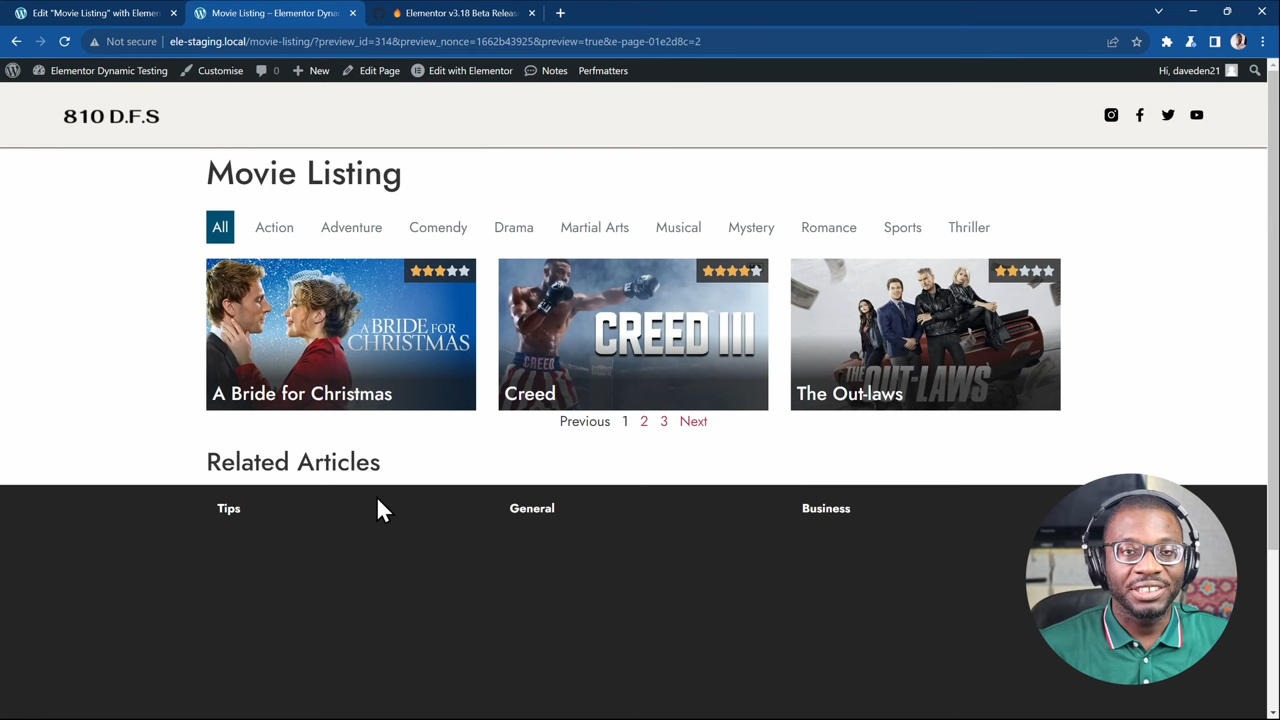 Edit "Movie Listing" with Elemen
Movie Listing – Elementor Dyna
Elementor v3.18 Beta Releas
Not secure
ele-staging.local/movie-listing/?preview_id=314&preview_nonce=1662b43925&preview=true&e-page-01e2d8c=2
Elementor Dynamic Testing
Customise
0
New
Edit Page
Edit with Elementor
Notes
Perfmatters
Hi, daveden21
810 D.F.S
Movie Listing
All
Action
Adventure
Comendy
Drama
Martial Arts
Musical
Mystery
Romance
Sports
Thriller
A BRIDE FOR
CHRISTMAS
A Bride for Christmas
CREED III
CREED
Creed
THE OUT-LAWS
The Out-laws
Previous 1 2 3 Next
Related Articles
Tips
General
Business